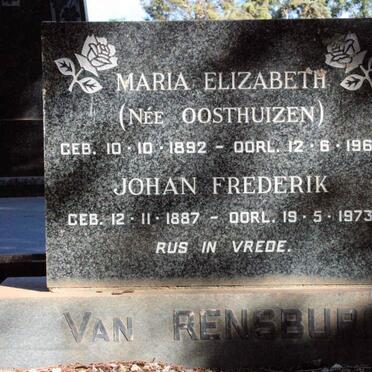 MARIA ELIZABETH
(NÉE OOSTHUIZEN)
GEB. 10·10·1892 - OORL. 12·6·196
JOHAN FREDERIK
GEB. 12·11·1887 - OORL. 19·5·1973
RUS IN VREDE.
VAN RENSBUR